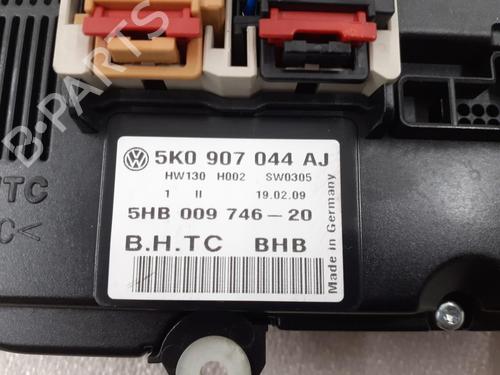 B-PARTS
5K0 907 044 AJ
HW130 H002 SW0305
1 II 19.02.09
5HB 009 746-20
B.H.TC BHB
Made in Germany
TC
C<